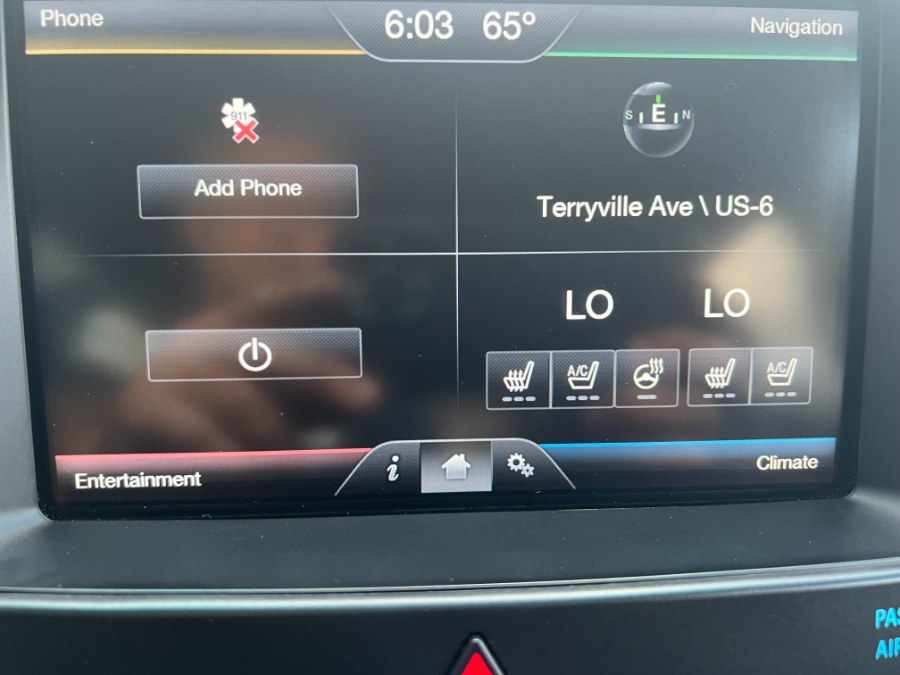 Phone
6:03 65°
Navigation
911
S E N
Add Phone
Terryville Ave \ US-6
LO LO
A/C A/C
i
Entertainment
Climate